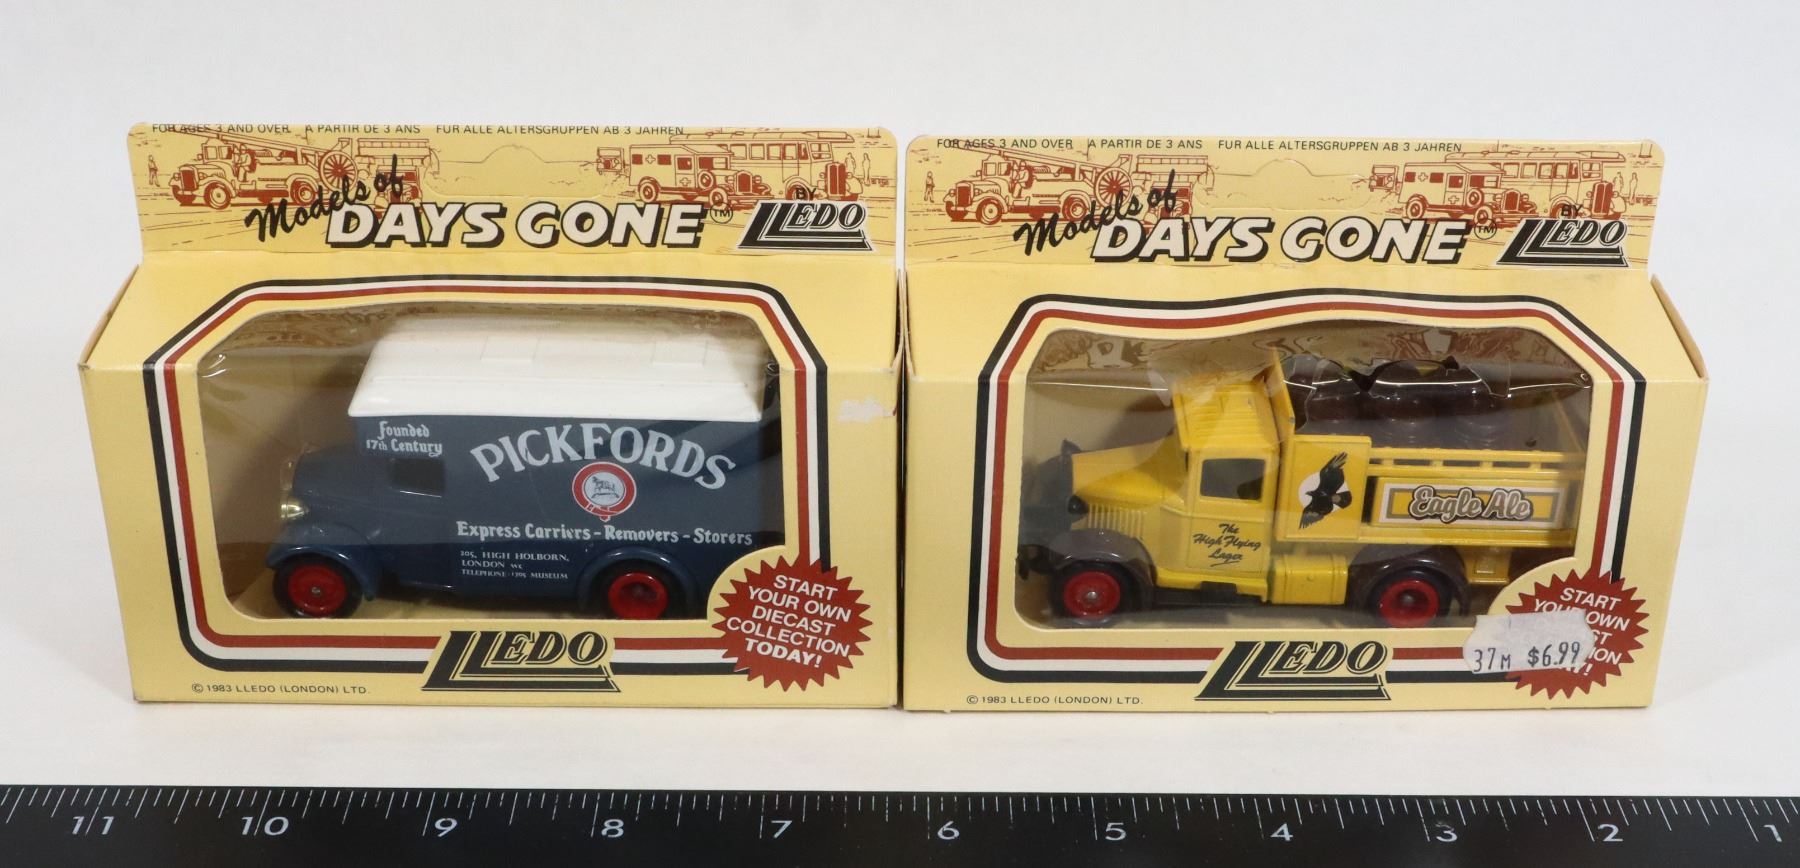 FOR AGES 3 AND OVER A PARTIR DE 3 ANS FUR ALLE ALTERSGRUPPEN AB 3 JAHREN
Models of
DAYS GONE TM
BY
LLEDO
Founded
17th Century
PICKFORDS
Express Carriers - Removers - Storers
205, HIGH HOLBORN,
LONDON WC
TELEPHONE: 1705 MUSEUM
START
YOUR OWN
DIECAST
COLLECTION
TODAY!
LLEDO
© 1983 LLEDO (LONDON) LTD.
FOR AGES 3 AND OVER A PARTIR DE 3 ANS FUR ALLE ALTERSGRUPPEN AB 3 JAHREN
Models of
DAYS GONE TM
BY
LLEDO
Eagle Ale
The
High Flying
Lager
START
OWN
37M $6.99
LLEDO
© 1983 LLEDO (LONDON) LTD.
11 10 9 8 7 6 5 4 3 2 1